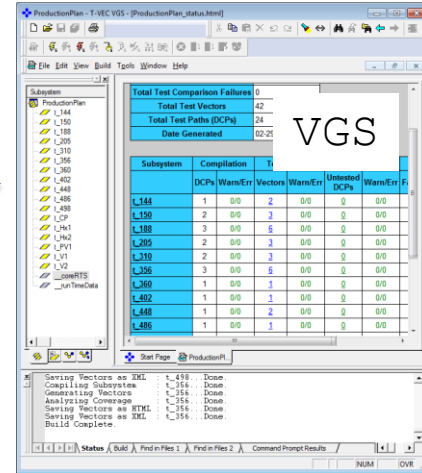 ProductionPlan - T-VEC VGS - [ProductionPlan_status.html]
File Edit View Build Tools Window Help
Subsystem
ProductionPlan
t_144
t_150
t_188
t_205
t_310
t_356
t_360
t_402
t_448
t_486
t_498
t_CP
t_Hx1
t_Hx2
t_PV1
t_V1
t_V2
__coreRTS
__runTimeData
Total Test Comparison Failures 0
Total Test Vectors 42
Total Test Paths (DCPs) 24
Date Generated 02-29
VGS
Subsystem Compilation
DCPs Warn/Err Vectors Warn/Err Untested DCPs Warn/Err
t_144 1 0/0 2 0/0 0 0/0
t_150 2 0/0 3 0/0 0 0/0
t_188 3 0/0 6 0/0 0 0/0
t_205 2 0/0 3 0/0 0 0/0
t_310 2 0/0 3 0/0 0 0/0
t_356 3 0/0 6 0/0 0 0/0
t_360 1 0/0 1 0/0 0 0/0
t_402 1 0/0 1 0/0 0 0/0
t_448 1 0/0 2 0/0 0 0/0
t_486 1 0/0 1 0/0 0 0/0
Start Page ProductionPl...
Saving Vectors as XML : t_498...Done.
Compiling Subsystem : t_356...Done.
Generating Vectors : t_356...Done.
Analyzing Coverage : t_356...Done.
Saving Vectors as HTML : t_356...Done.
Saving Vectors as XML : t_356...Done.
Build Complete.
Status Build Find in Files 1 Find in Files 2 Command Prompt Results
NUM OVR